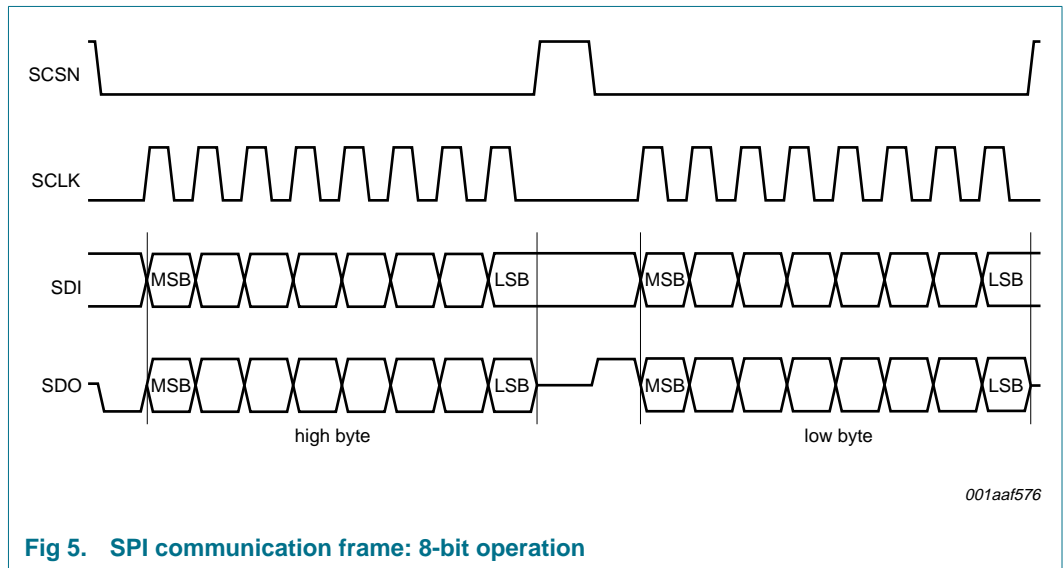 SCSN
SCLK
SDI MSB LSB MSB LSB
SDO MSB LSB MSB LSB
high byte low byte
001aaf576
Fig 5. SPI communication frame: 8-bit operation